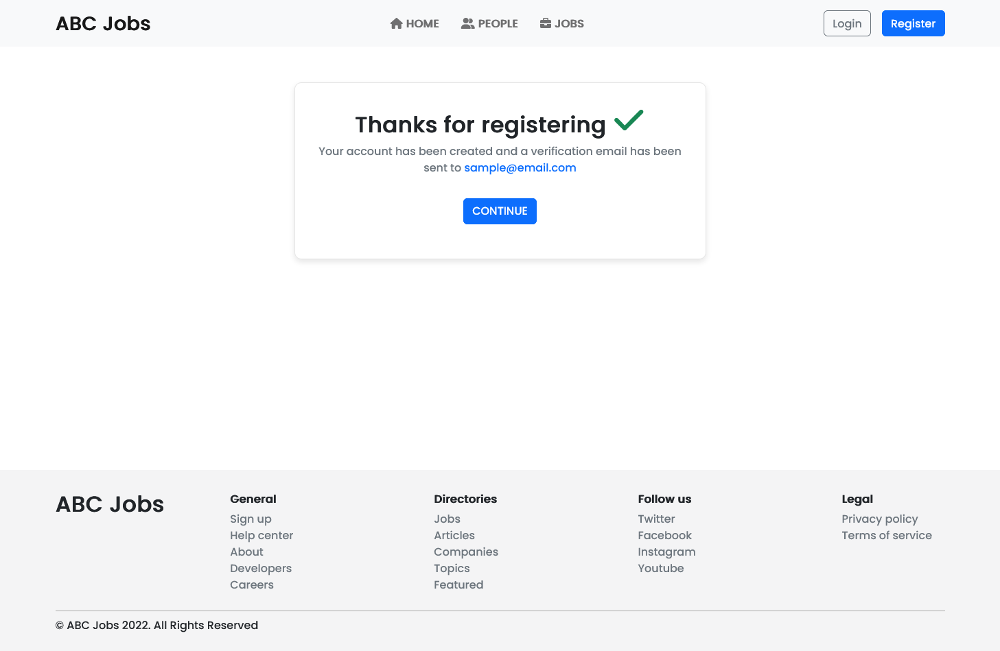 ABC Jobs
HOME
PEOPLE
JOBS
Login
Register
Thanks for registering
Your account has been created and a verification email has been
sent to sample@email.com
CONTINUE
ABC Jobs
General
Sign up
Help center
About
Developers
Careers
Directories
Jobs
Articles
Companies
Topics
Featured
Follow us
Twitter
Facebook
Instagram
Youtube
Legal
Privacy policy
Terms of service
© ABC Jobs 2022. All Rights Reserved